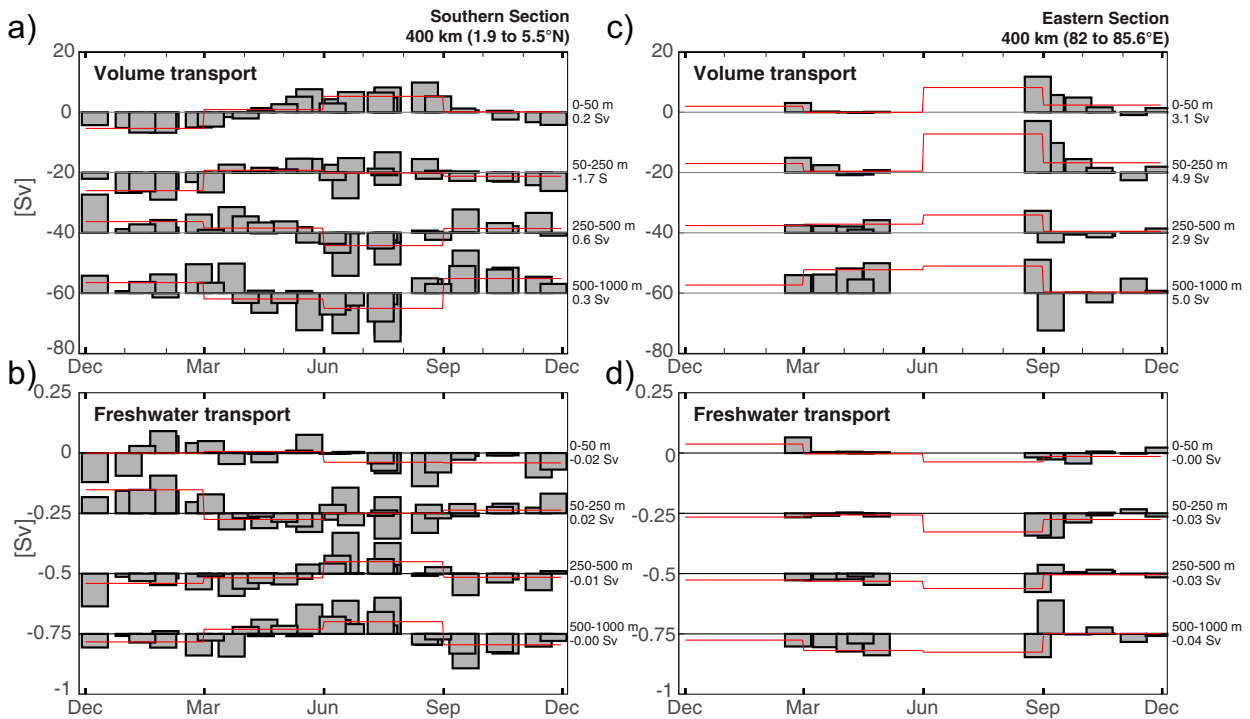 a)
Southern Section
400 km (1.9 to 5.5°N)
20
0
-20
-40
-60
-80
[Sv]
Volume transport
0-50 m
0.2 Sv
50-250 m
-1.7 S
250-500 m
0.6 Sv
500-1000 m
0.3 Sv
Dec
Mar
Jun
Sep
Dec
b)
0.25
0
-0.25
-0.5
-0.75
-1
[Sv]
Freshwater transport
0-50 m
-0.02 Sv
50-250 m
0.02 Sv
250-500 m
-0.01 Sv
500-1000 m
-0.00 Sv
Dec
Mar
Jun
Sep
Dec
c)
Eastern Section
400 km (82 to 85.6°E)
20
0
-20
-40
-60
-80
Volume transport
0-50 m
3.1 Sv
50-250 m
4.9 Sv
250-500 m
2.9 Sv
500-1000 m
5.0 Sv
Dec
Mar
Jun
Sep
Dec
d)
0.25
0
-0.25
-0.5
-0.75
-1
Freshwater transport
0-50 m
-0.00 Sv
50-250 m
-0.03 Sv
250-500 m
-0.03 Sv
500-1000 m
-0.04 Sv
Dec
Mar
Jun
Sep
Dec